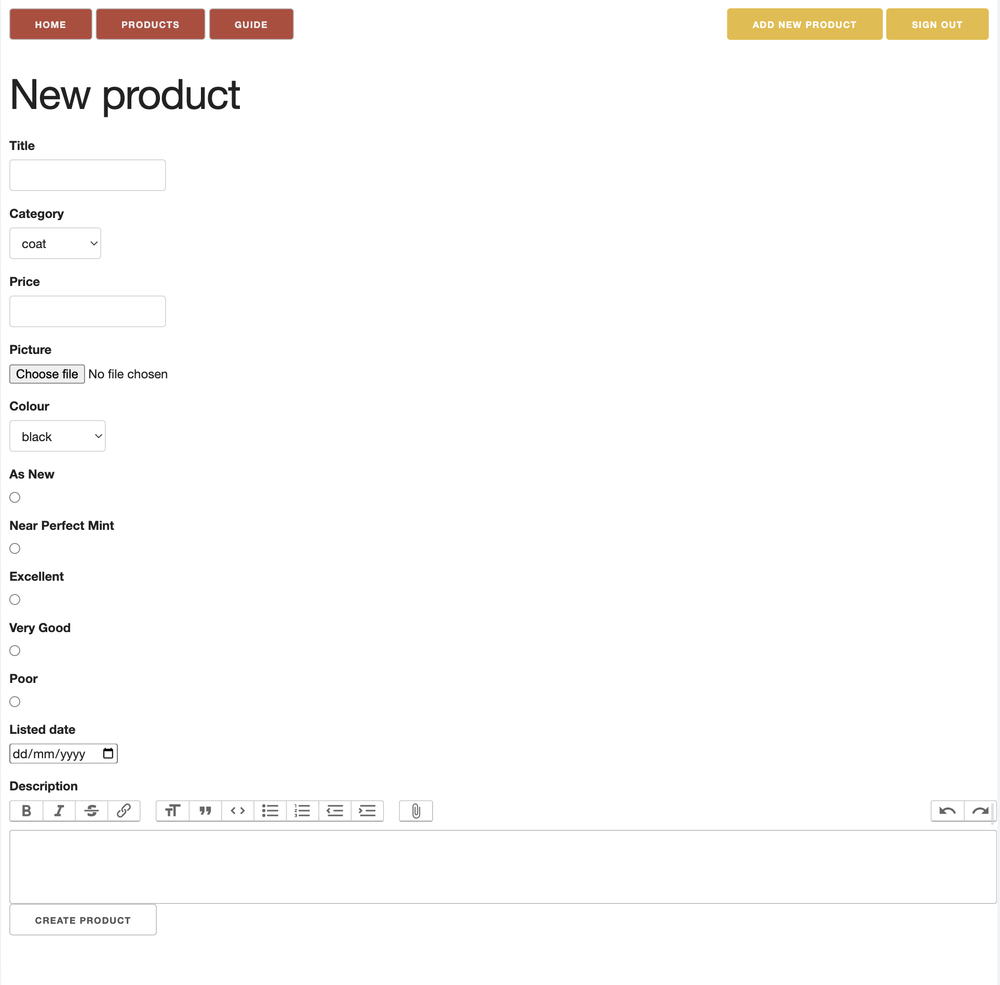 HOME PRODUCTS GUIDE ADD NEW PRODUCT SIGN OUT
New product
Title
Category
coat
Price
Picture
Choose file No file chosen
Colour
black
As New
Near Perfect Mint
Excellent
Very Good
Poor
Listed date
dd/mm/yyyy
Description
CREATE PRODUCT